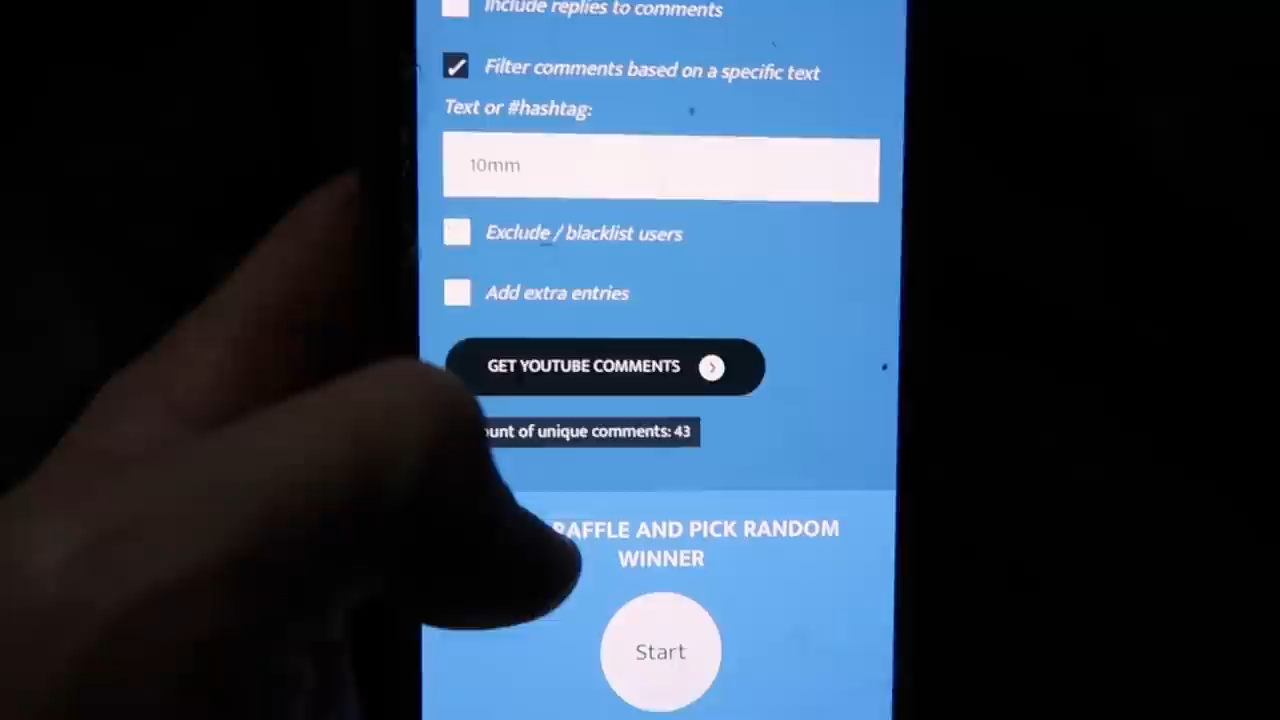 Include replies to comments
Filter comments based on a specific text
Text or #hashtag:
10mm
Exclude / blacklist users
Add extra entries
GET YOUTUBE COMMENTS
of unique comments: 43
RAFFLE AND PICK RANDOM
WINNER
Start